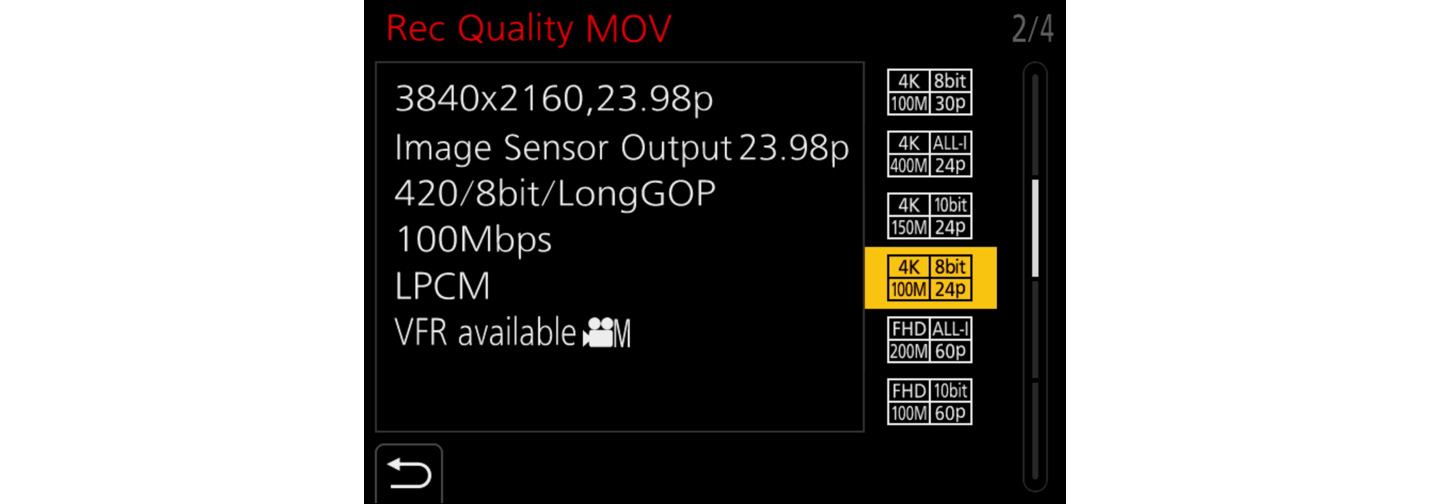 Rec Quality MOV
2/4
3840x2160,23.98p
Image Sensor Output 23.98p
420/8bit/LongGOP
100Mbps
LPCM
VFR available M
4K 8bit
100M 30p
4K ALL-I
400M 24p
4K 10bit
150M 24p
4K 8bit
100M 24p
FHD ALL-I
200M 60p
FHD 10bit
100M 60p